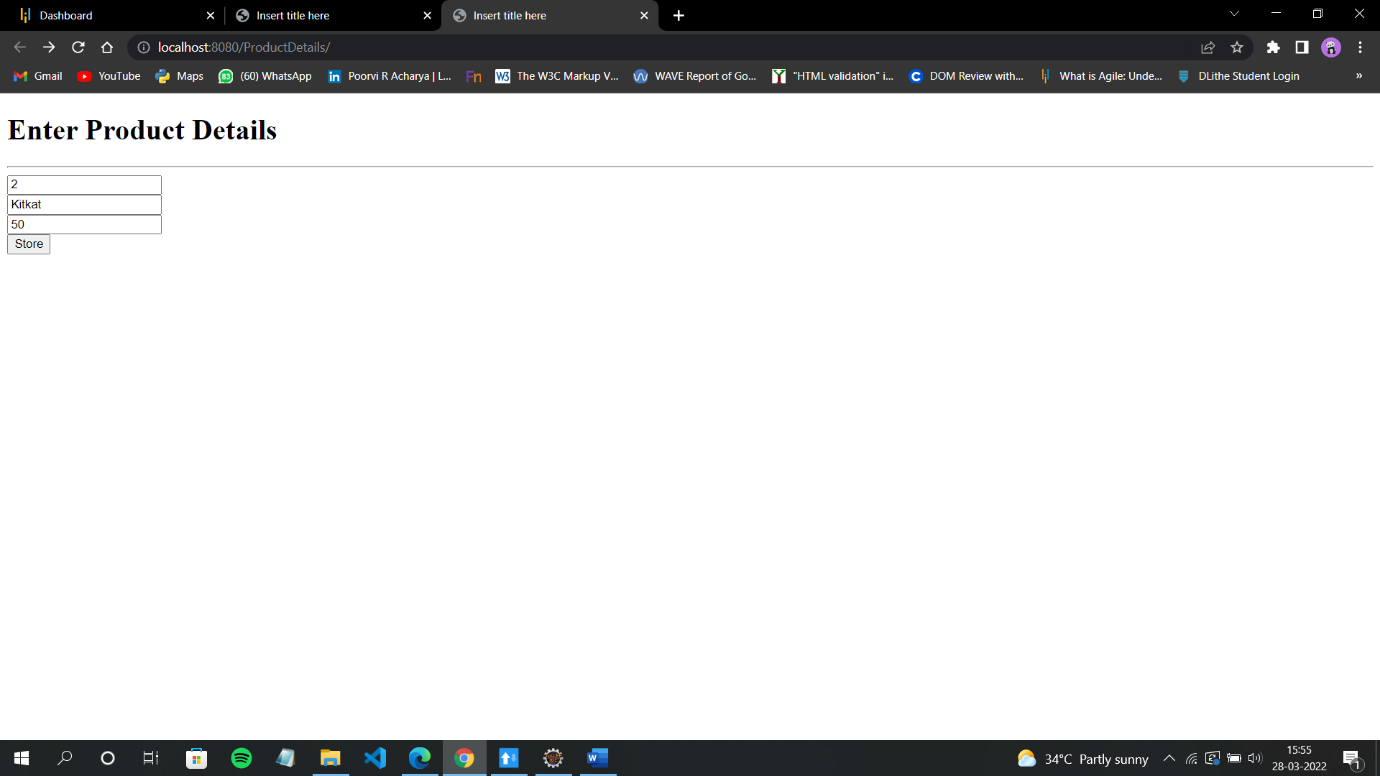 Dashboard
Insert title here
Insert title here
localhost:8080/ProductDetails/
Gmail
YouTube
Maps
(60) WhatsApp
Poorvi R Acharya | L...
Fn
The W3C Markup V...
WAVE Report of Go...
"HTML validation" i...
DOM Review with...
What is Agile: Unde...
DLithe Student Login
»
Enter Product Details
2
Kitkat
50
Store
34°C Partly sunny
15:55
28-03-2022
1